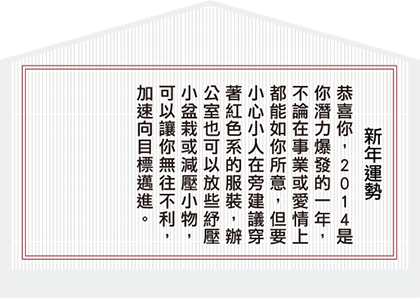 新年運勢
恭喜你，2014是
你潛力爆發的一年，
不論在事業或愛情上
都能如你所意，但要
小心小人在旁建議穿
著紅色系的服裝，辦
公室也可以放些紓壓
小盆栽或減壓小物，
可以讓你無往不利，
加速向目標邁進。